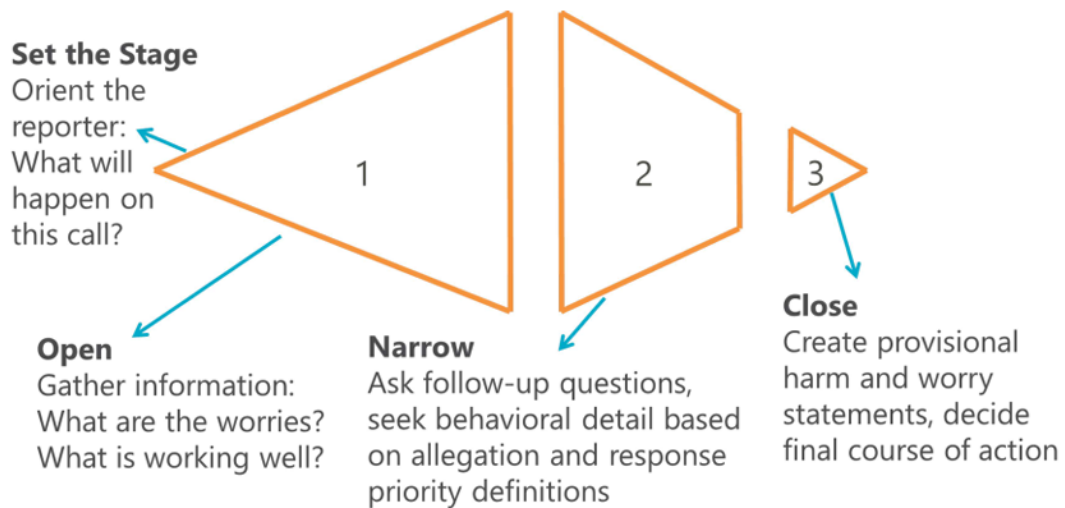 Set the Stage
Orient the
reporter:
What will
happen on
this call?
1
2
3
Open
Gather information:
What are the worries?
What is working well?
Narrow
Ask follow-up questions,
seek behavioral detail based
on allegation and response
priority definitions
Close
Create provisional
harm and worry
statements, decide
final course of action